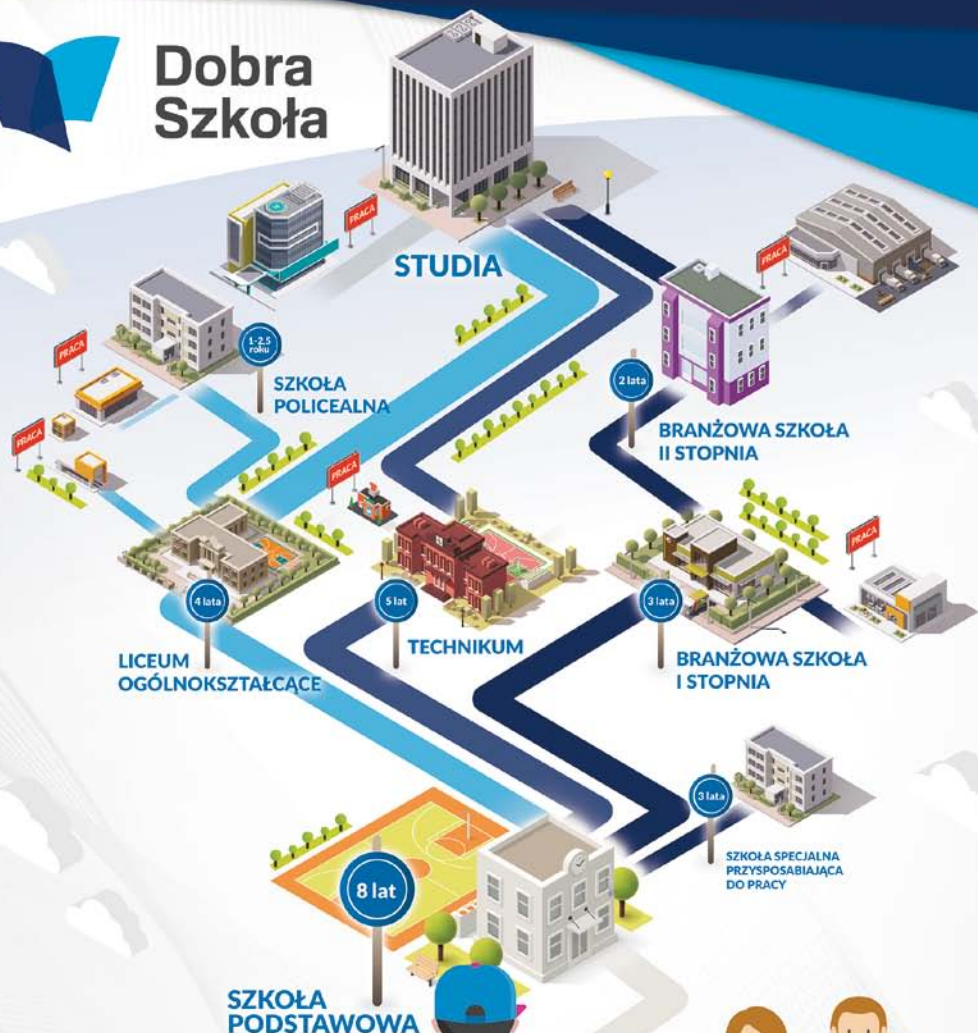 Dobra
Szkoła
STUDIA
PRACA
PRACA
1-2,5
roku
SZKOŁA
POLICEALNA
PRACA
PRACA
2 lata
BRANŻOWA SZKOŁA
II STOPNIA
PRACA
PRACA
4 lata
LICEUM
OGÓLNOKSZTAŁCĄCE
5 lat
TECHNIKUM
3 lata
BRANŻOWA SZKOŁA
I STOPNIA
3 lata
SZKOŁA SPECJALNA
PRZYSPOSABIAJĄCA
DO PRACY
8 lat
SZKOŁA
PODSTAWOWA